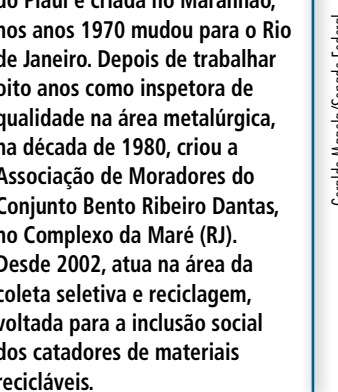 do Piauí e criada no Maranhão,
nos anos 1970 mudou para o Rio
de Janeiro. Depois de trabalhar
oito anos como inspetora de
qualidade na área metalúrgica,
na década de 1980, criou a
Associação de Moradores do
Conjunto Bento Ribeiro Dantas,
no Complexo da Maré (RJ).
Desde 2002, atua na área da
coleta seletiva e reciclagem,
voltada para a inclusão social
dos catadores de materiais
recicláveis.
/Senado Federal